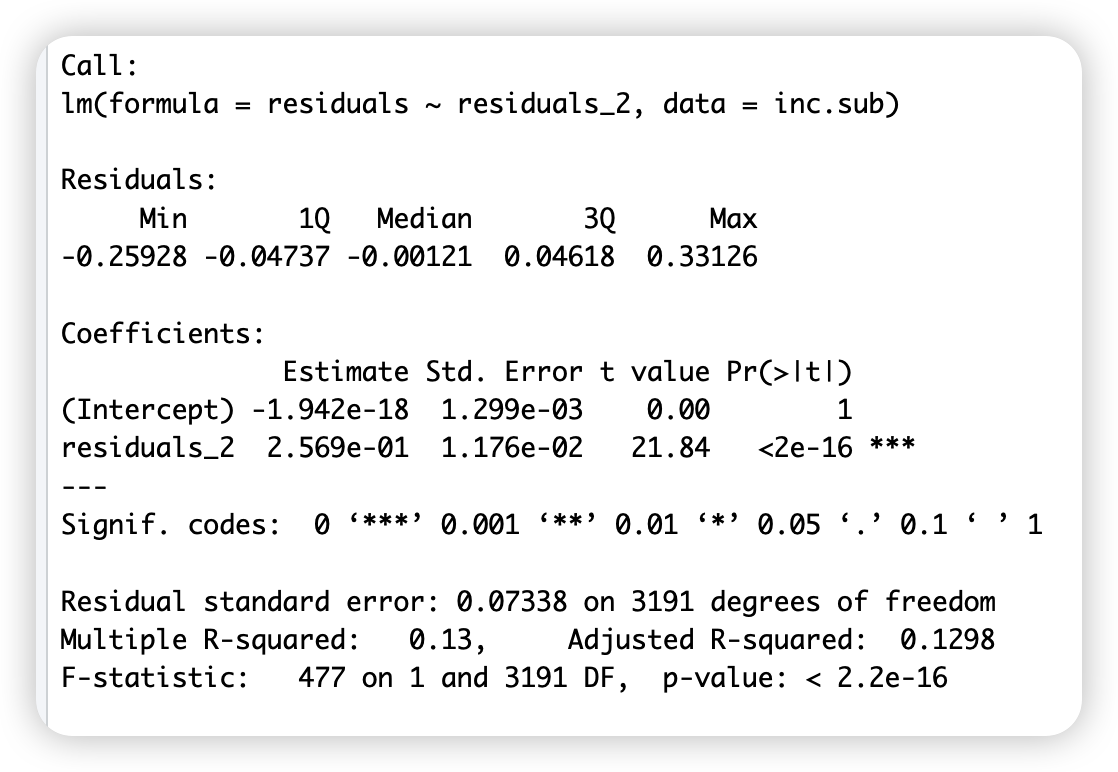 Call:
lm(formula = residuals ~ residuals_2, data = inc.sub)
Residuals:
     Min       1Q   Median       3Q      Max
-0.25928 -0.04737 -0.00121  0.04618  0.33126
Coefficients:
              Estimate Std. Error t value Pr(>|t|)
(Intercept) -1.942e-18  1.299e-03    0.00        1
residuals_2  2.569e-01  1.176e-02   21.84   <2e-16 ***
---
Signif. codes:  0 ‘***’ 0.001 ‘**’ 0.01 ‘*’ 0.05 ‘.’ 0.1 ‘ ’ 1
Residual standard error: 0.07338 on 3191 degrees of freedom
Multiple R-squared:   0.13,	Adjusted R-squared:  0.1298
F-statistic:   477 on 1 and 3191 DF,  p-value: < 2.2e-16